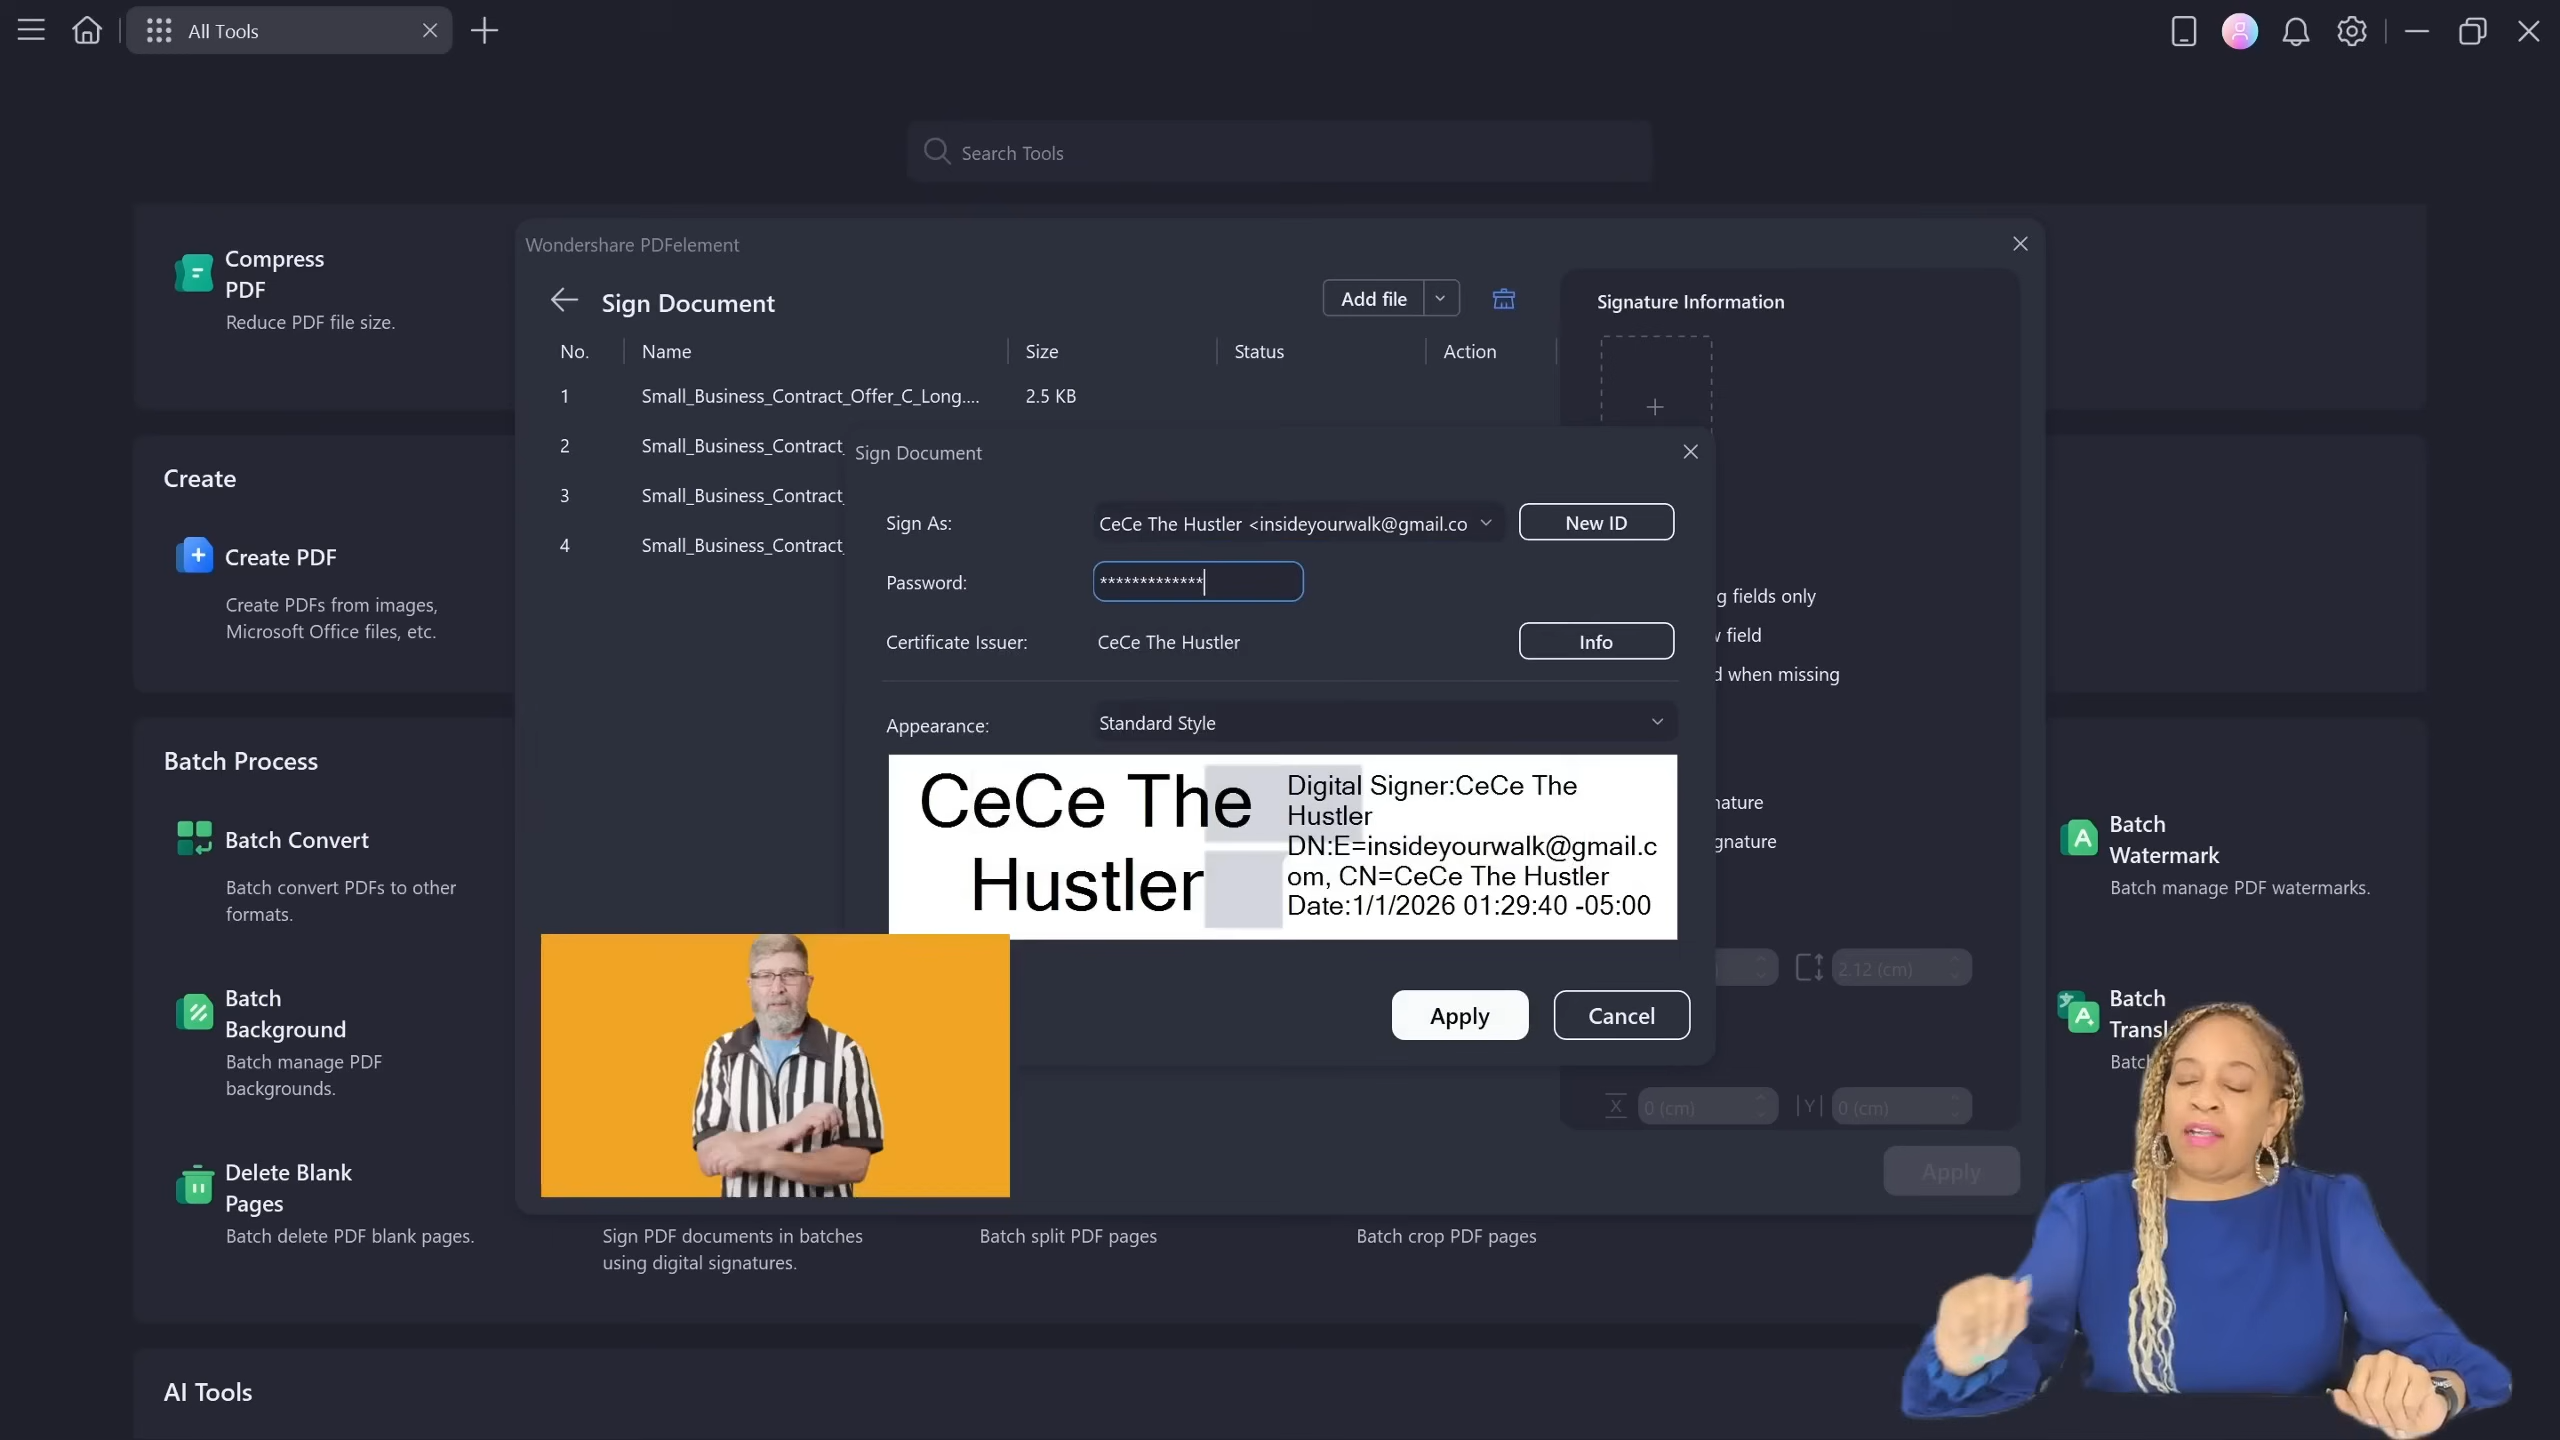 All Tools
Search Tools
Compress
PDF
Reduce PDF file size.
Create
Create PDF
Create PDFs from images,
Microsoft Office files, etc.
Batch Process
Batch Convert
Batch convert PDFs to other
formats.
Batch
Background
Batch manage PDF
backgrounds.
Delete Blank
Pages
Batch delete PDF blank pages.
AI Tools
Wondershare PDFelement
Sign Document
Add file
No. Name Size Status Action
1 Small_Business_Contract_Offer_C_Long.... 2.5 KB
2 Small_Business_Contract_
3 Small_Business_Contract_
4 Small_Business_Contract_
Signature Information
g fields only
field
d when missing
nature
gnature
2.12 (cm)
X 0 (cm) Y 0 (cm)
Apply
Sign Document
Sign As: CeCe The Hustler <insideyourwalk@gmail.co New ID
Password: *************
Certificate Issuer: CeCe The Hustler Info
Appearance: Standard Style
CeCe The
Hustler
Digital Signer:CeCe The
Hustler
DN:E=insideyourwalk@gmail.c
om, CN=CeCe The Hustler
Date:1/1/2026 01:29:40 -05:00
Apply Cancel
Sign PDF documents in batches
using digital signatures.
Batch split PDF pages
Batch crop PDF pages
Batch
Watermark
Batch manage PDF watermarks.
Batch
Transl
Batc